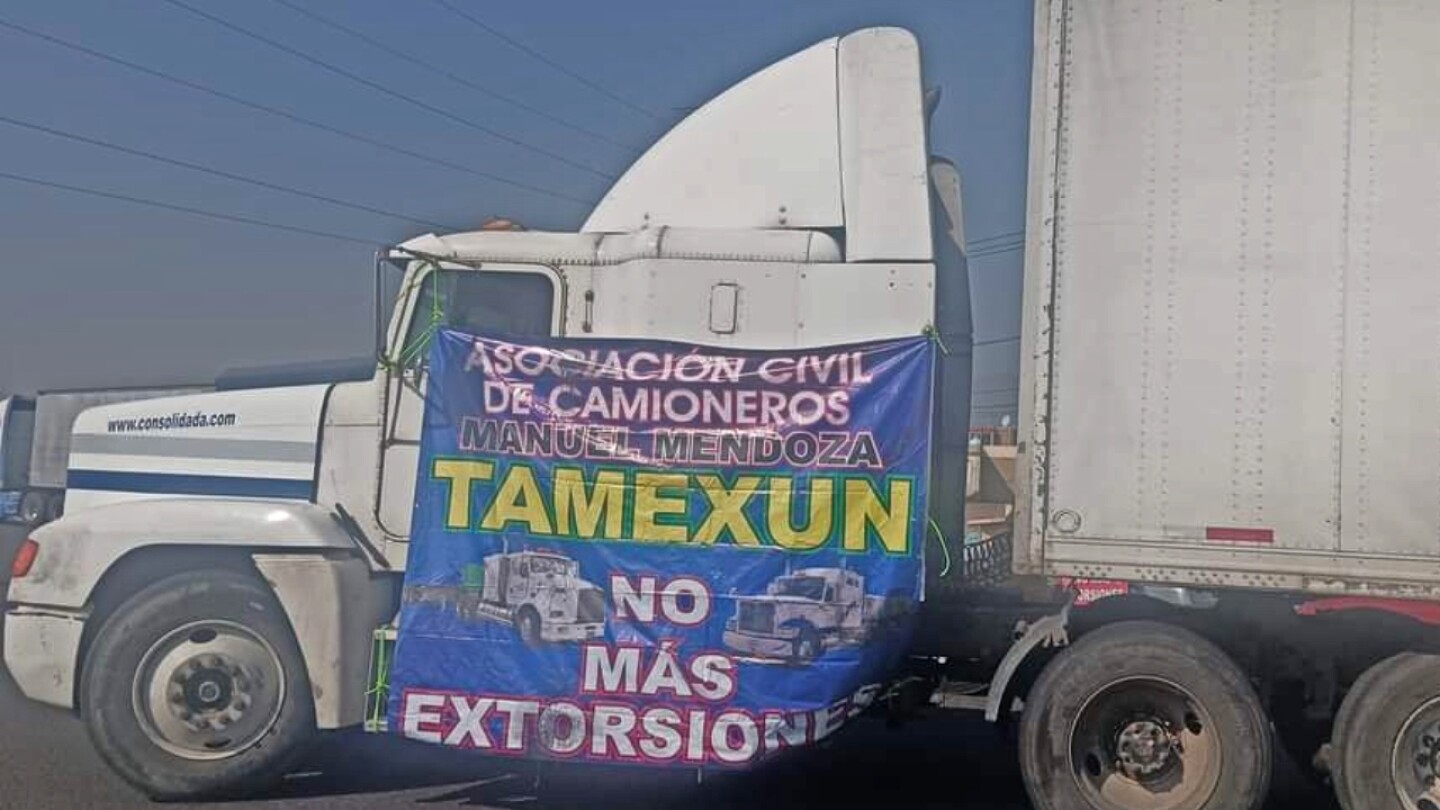 www.consolidada.com
ASOCIACIÓN CIVIL
DE CAMIONEROS
MANUEL MENDOZA
TAMEXUN
NO
MÁS
EXTORSIONES